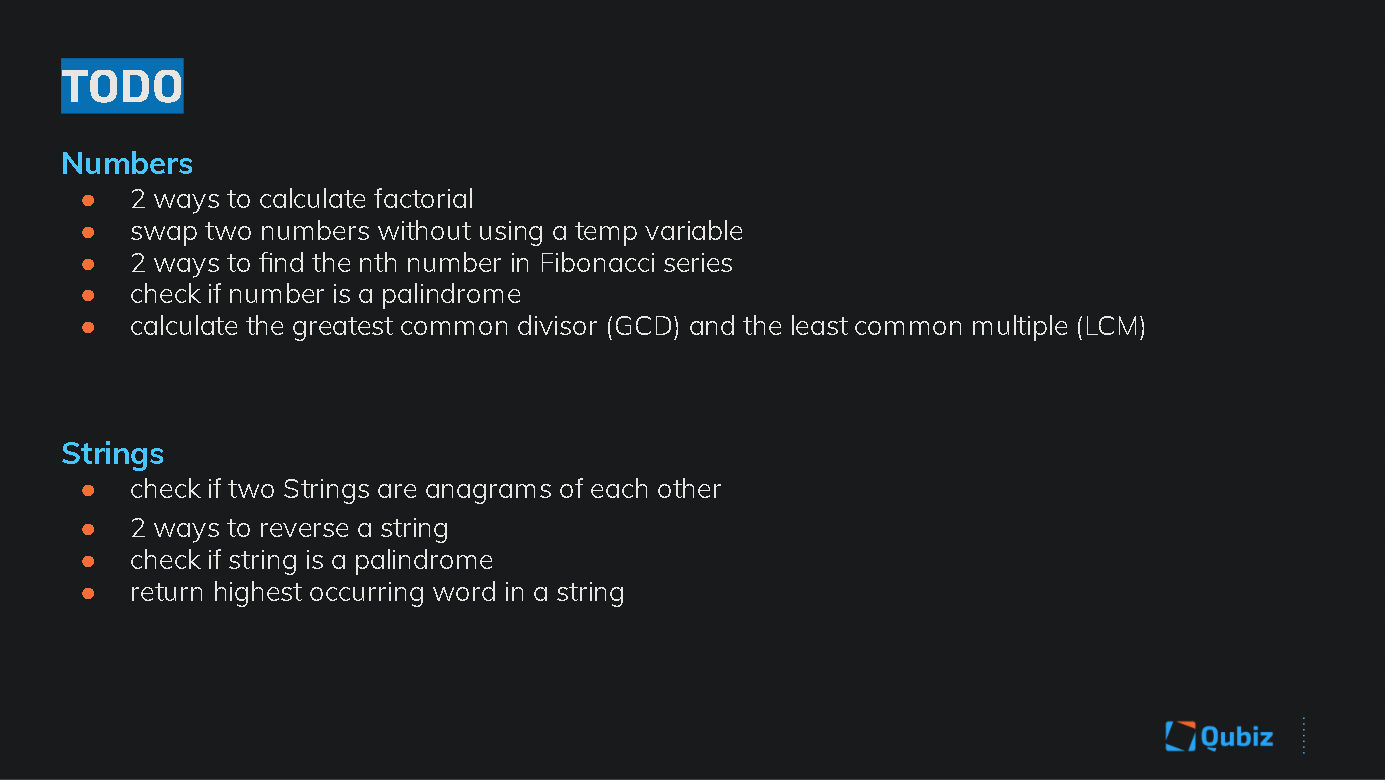 TODO
Numbers
● 2 ways to calculate factorial
● swap two numbers without using a temp variable
● 2 ways to find the nth number in Fibonacci series
● check if number is a palindrome
● calculate the greatest common divisor (GCD) and the least common multiple (LCM)
Strings
● check if two Strings are anagrams of each other
● 2 ways to reverse a string
● check if string is a palindrome
● return highest occurring word in a string
Qubiz